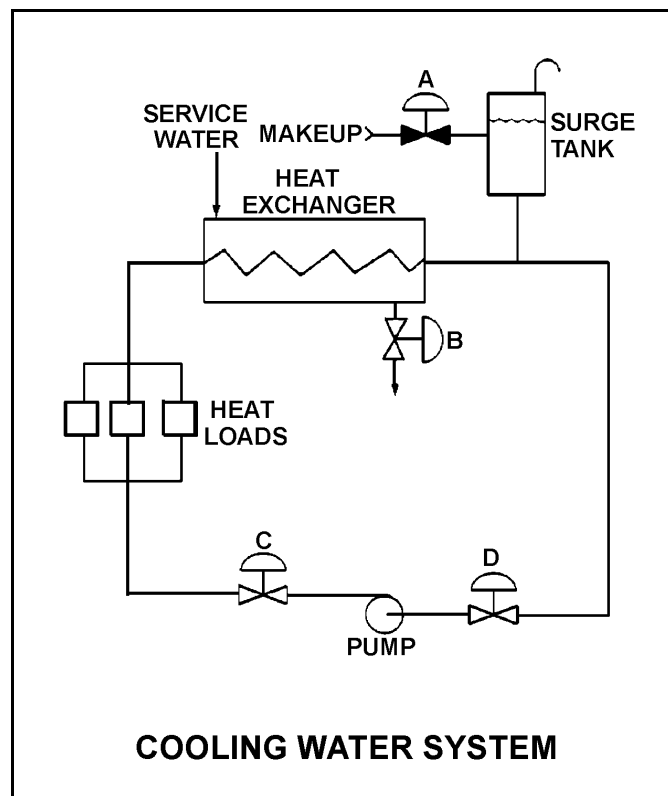 A
SERVICE
WATER
MAKEUP
SURGE
TANK
HEAT
EXCHANGER
B
HEAT
LOADS
C
D
PUMP
COOLING WATER SYSTEM